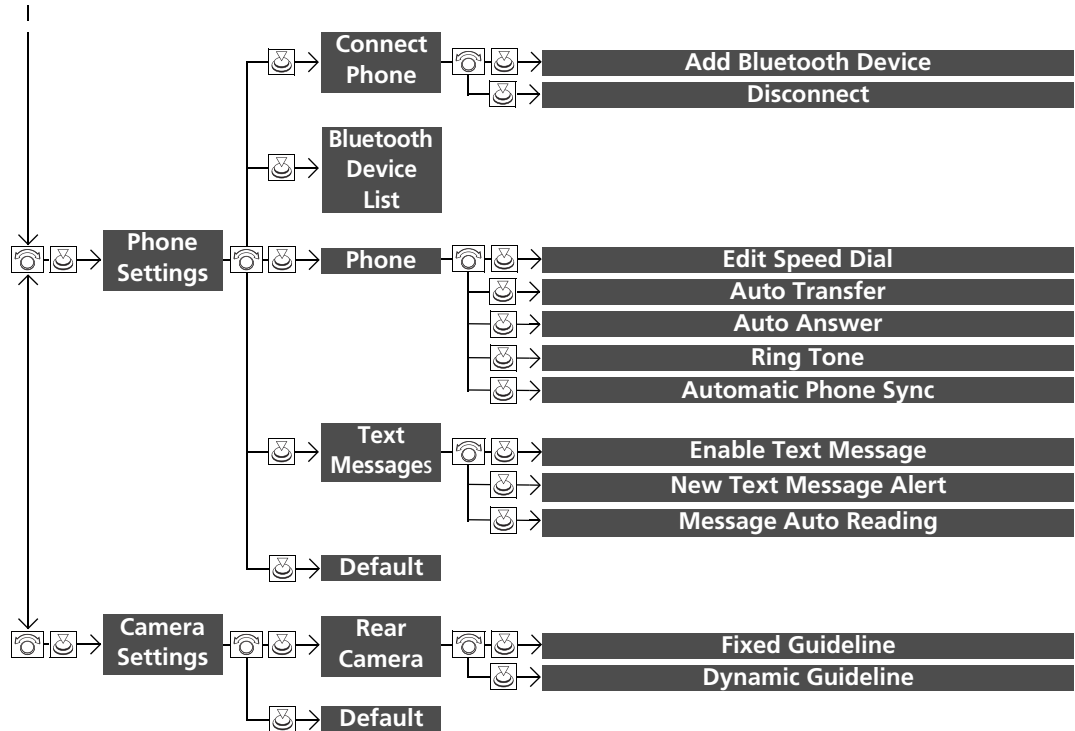 Connect
Phone
Add Bluetooth Device
Disconnect
Bluetooth
Device
List
Phone
Settings
Phone
Edit Speed Dial
Auto Transfer
Auto Answer
Ring Tone
Automatic Phone Sync
Text
Messages
Enable Text Message
New Text Message Alert
Message Auto Reading
Default
Camera
Settings
Rear
Camera
Fixed Guideline
Dynamic Guideline
Default